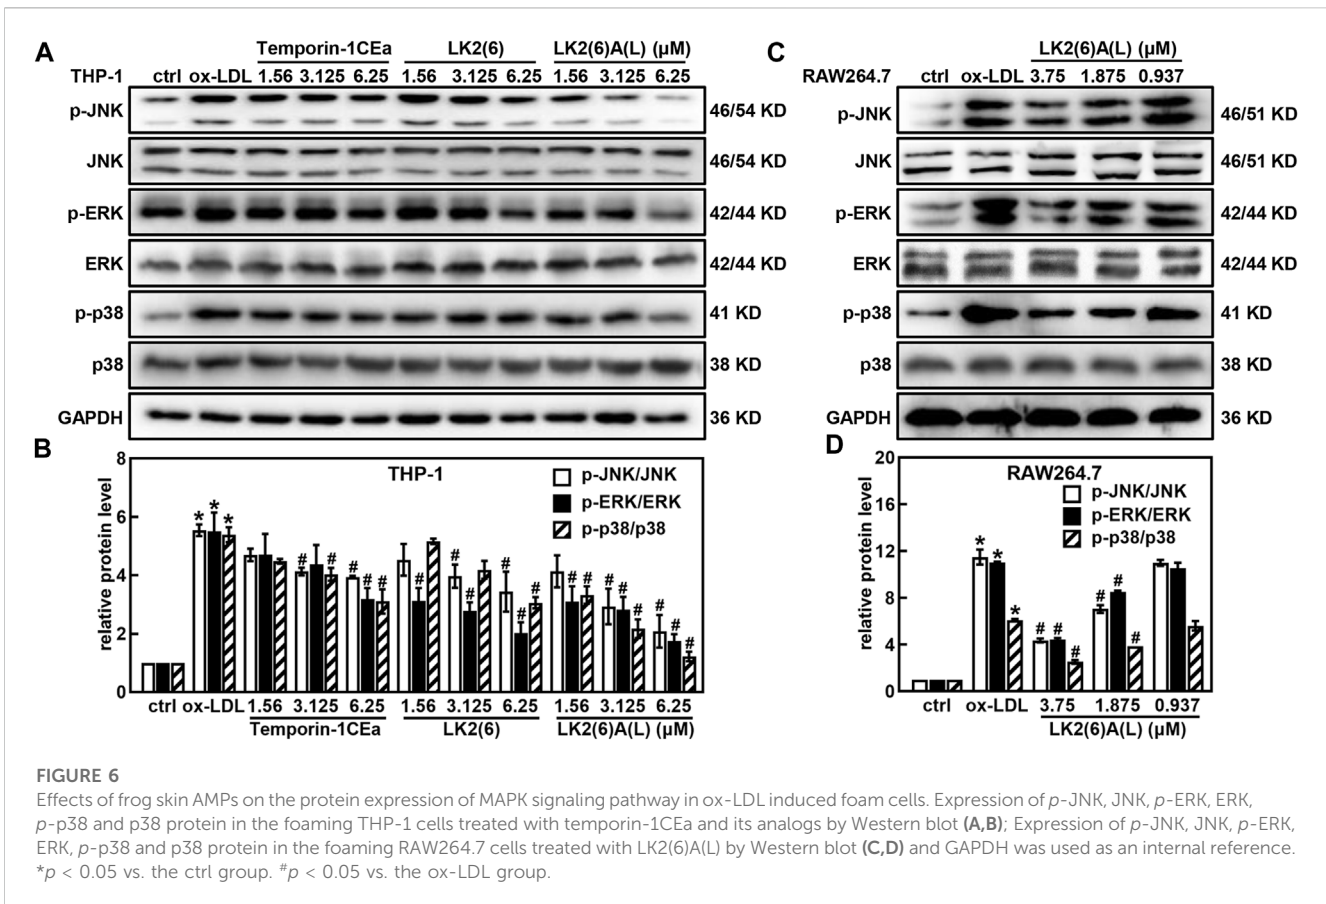 A
Temporin-1CEa LK2(6) LK2(6)A(L) (μM)
THP-1 ctrl ox-LDL 1.56 3.125 6.25 1.56 3.125 6.25 1.56 3.125 6.25
p-JNK 46/54 KD
JNK 46/54 KD
p-ERK 42/44 KD
ERK 42/44 KD
p-p38 41 KD
p38 38 KD
GAPDH 36 KD
C
LK2(6)A(L) (μM)
RAW264.7 ctrl ox-LDL 3.75 1.875 0.937
p-JNK 46/51 KD
JNK 46/51 KD
p-ERK 42/44 KD
ERK 42/44 KD
p-p38 41 KD
p38 38 KD
GAPDH 36 KD
B
THP-1
relative protein level
8
6
4
2
0
p-JNK/JNK
p-ERK/ERK
p-p38/p38
* * *
# # # # #
# # # # #
# # # # # # # #
ctrl ox-LDL 1.56 3.125 6.25 1.56 3.125 6.25 1.56 3.125 6.25
Temporin-1CEa LK2(6) LK2(6)A(L) (μM)
D
RAW264.7
relative protein level
20
16
12
8
4
0
p-JNK/JNK
p-ERK/ERK
p-p38/p38
* * *
# # # # # #
ctrl ox-LDL 3.75 1.875 0.937
LK2(6)A(L) (μM)
FIGURE 6
Effects of frog skin AMPs on the protein expression of MAPK signaling pathway in ox-LDL induced foam cells. Expression of p-JNK, JNK, p-ERK, ERK,
p-p38 and p38 protein in the foaming THP-1 cells treated with temporin-1CEa and its analogs by Western blot (A,B); Expression of p-JNK, JNK, p-ERK,
ERK, p-p38 and p38 protein in the foaming RAW264.7 cells treated with LK2(6)A(L) by Western blot (C,D) and GAPDH was used as an internal reference.
*p < 0.05 vs. the ctrl group. #p < 0.05 vs. the ox-LDL group.